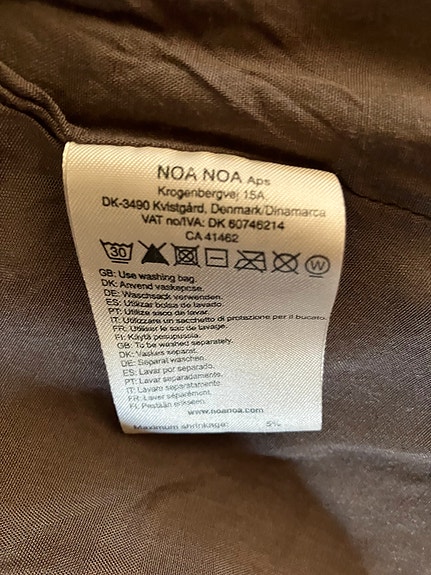 NOA NOA Aps
Krogenbergvej 15A
DK-3490 Kvistgård, Denmark/Dinamarca
VAT no/IVA: DK 60746214
CA 41462
30 W
GB: Use washing bag.
DK: Anvend vaskepose.
DE: Waschsack verwenden.
ES: Utilizar bolsa de lavado.
PT: Utilize saco de lavar.
IT: Utilizzare un sacchetto di protezione per il bucato.
FR: Utiliser le sac de lavage.
FI: Käytä pesupussia.
GB: To be washed separately.
DK: Vaskes separat.
DE: Separat waschen.
ES: Lavar por separado.
PT: Lavar separadamente.
IT: Lavare separatamente.
FR: Laver séparément.
FI: Pestään erikseen.
www.noanoa.com
Maximum shrinkage: 5%